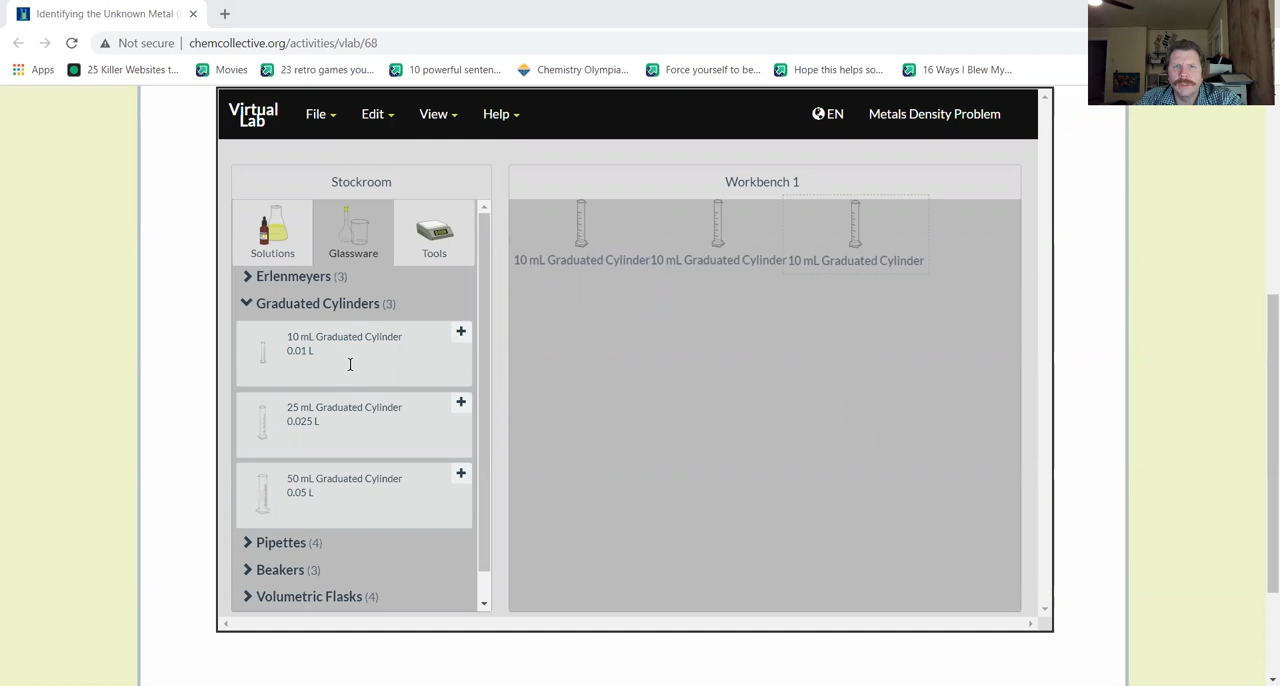 Identifying the Unknown Metal (
Not secure | chemcollective.org/activities/vlab/68
Apps 25 Killer Websites t... Movies 23 retro games you... 10 powerful senten... Chemistry Olympia... Force yourself to be... Hope this helps so... 16 Ways I Blew My...
Virtual Lab File Edit View Help EN Metals Density Problem
Stockroom
Solutions Glassware Tools
Erlenmeyers (3)
Graduated Cylinders (3)
10 mL Graduated Cylinder
0.01 L
25 mL Graduated Cylinder
0.025 L
50 mL Graduated Cylinder
0.05 L
Pipettes (4)
Beakers (3)
Volumetric Flasks (4)
Workbench 1
10 mL Graduated Cylinder 10 mL Graduated Cylinder 10 mL Graduated Cylinder